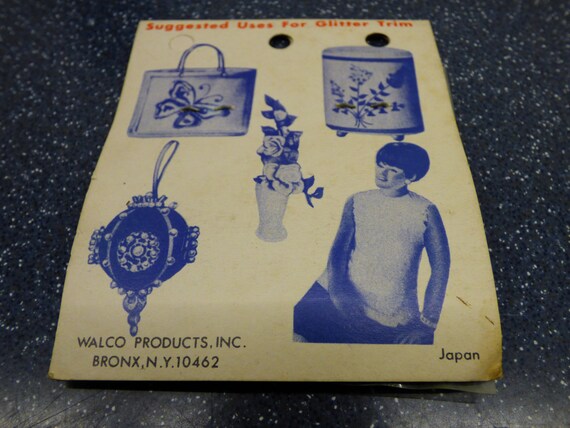 Suggested Uses For Glitter Trim
WALCO PRODUCTS, INC.
BRONX, N.Y. 10462
Japan